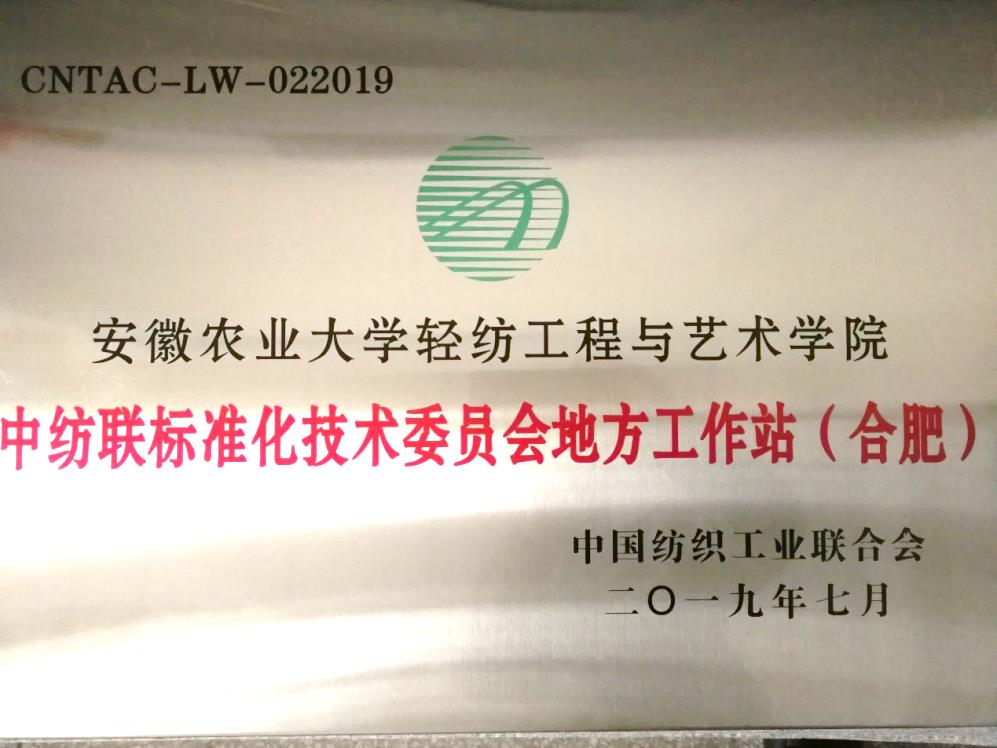 CNTAC-LW-022019
安徽农业大学轻纺工程与艺术学院
中纺联标准化技术委员会地方工作站（合肥）
中国纺织工业联合会
二〇一九年七月